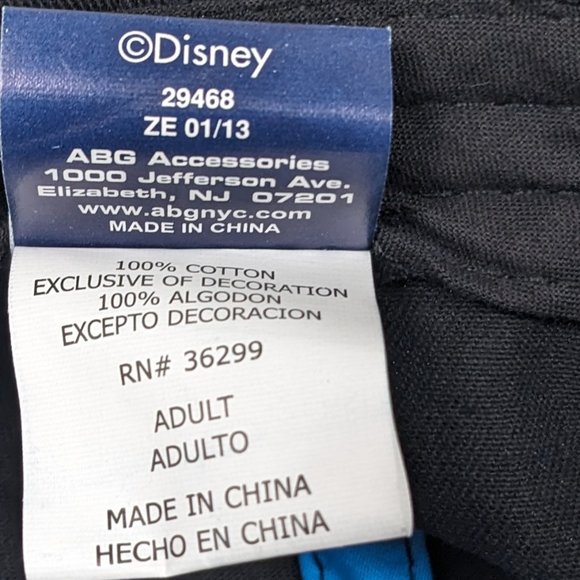 ©Disney
29468
ZE 01/13
ABG Accessories
1000 Jefferson Ave.
Elizabeth, NJ 07201
www.abgnyc.com
MADE IN CHINA
100% COTTON
EXCLUSIVE OF DECORATION
100% ALGODON
EXCEPTO DECORACION
RN# 36299
ADULT
ADULTO
MADE IN CHINA
HECHO EN CHINA